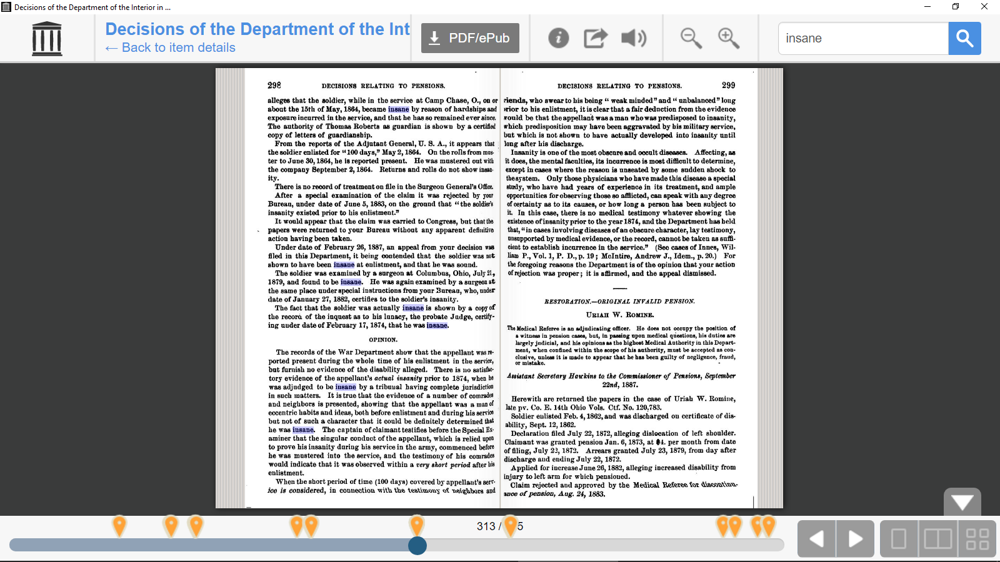 Decisions of the Department of the Interior in ...
Decisions of the Department of the Int
← Back to item details
PDF/ePub
insane
298 DECISIONS RELATING TO PENSIONS.
alleges that the soldier, while in the service at Camp Chase, O., on or
about the 15th of May, 1864, became insane by reason of hardships and
exposure incurred in the service, and that he has so remained ever since.
The authority of Thomas Roberts as guardian is shown by a certified
copy of letters of guardianship.
From the reports of the Adjutant General, U. S. A., it appears that
the soldier enlisted for "100 days," May 2, 1864. On the rolls from mus-
ter to June 30, 1864, he is reported present. He was mustered out with
the company September 2, 1864. Returns and rolls do not show insan-
ity.
There is no record of treatment on file in the Surgeon General's Office.
After a special examination of the claim it was rejected by your
Bureau, under date of June 5, 1883, on the ground that "the soldier's
insanity existed prior to his enlistment."
It would appear that the claim was carried to Congress, but that the
papers were returned to your Bureau without any apparent definitive
action having been taken.
Under date of February 26, 1887, an appeal from your decision was
filed in this Department, it being contended that the soldier was not
shown to have been insane at enlistment, and that he was sound.
The soldier was examined by a surgeon at Columbus, Ohio, July 21,
1879, and found to be insane. He was again examined by a surgeon at
the same place under special instructions from your Bureau, who, under
date of January 27, 1882, certifies to the soldier's insanity.
The fact that the soldier was actually insane is shown by a copy of
the record of the inquest as to his lunacy, the probate Judge, certify-
ing under date of February 17, 1874, that he was insane.
OPINION.
The records of the War Department show that the appellant was re-
ported present during the whole time of his enlistment in the service,
but furnish no evidence of the disability alleged. There is no satisfac-
tory evidence of the appellant's actual insanity prior to 1874, when he
was adjudged to be insane by a tribunal having complete jurisdiction
in such matters. It is true that the evidence of a number of comrades
and neighbors is presented, showing that the appellant was a man of
eccentric habits and ideas, both before enlistment and during his service
but not of such a character that it could be definitely determined that
he was insane. The captain of claimant testifies before the Special Ex-
aminer that the singular conduct of the appellant, which is relied upon
to prove his insanity during his service in the army, commenced before
he was mustered into the service, and the testimony of his comrades
would indicate that it was observed within a very short period after his
enlistment.
When the short period of time (100 days) covered by appellant's serv-
ice is considered, in connection with the testimony of neighbors and
DECISIONS RELATING TO PENSIONS. 299
riends, who swear to his being "weak minded" and "unbalanced" long
prior to his enlistment, it is clear that a fair deduction from the evidence
would be that the appellant was a man who was predisposed to insanity,
which predisposition may have been aggravated by his military service,
but which is not shown to have actually developed into insanity until
long after his discharge.
Insanity is one of the most obscure and occult diseases. Affecting, as
it does, the mental faculties, its incurrence is most difficult to determine,
except in cases where the reason is unseated by some sudden shock to
the system. Only those physicians who have made this disease a special
study, who have had years of experience in its treatment, and ample
opportunities for observing those so afflicted, can speak with any degree
of certainty as to its causes, or how long a person has been subject to
it. In this case, there is no medical testimony whatever showing the
existence of insanity prior to the year 1874, and the Department has held
that, "in cases involving diseases of an obscure character, lay testimony,
unsupported by medical evidence, or the record, cannot be taken as suffi-
cient to establish incurrence in the service." (See cases of Innes, Wil-
liam P., Vol. 1, P. D., p. 19; McIntire, Andrew J., Idem., p. 20.) For
the foregoing reasons the Department is of the opinion that your action
of rejection was proper; it is affirmed, and the appeal dismissed.
RESTORATION.—ORIGINAL INVALID PENSION.
URIAH W. ROMINE.
The Medical Referee is an adjudicating officer. He does not occupy the position of
a witness in pension cases, but, in passing upon medical questions, his duties are
largely judicial, and his opinions as the highest Medical Authority in this Depart-
ment, when confined within the scope of his authority, must be accepted as con-
clusive, unless it is made to appear that he has been guilty of negligence, fraud,
or mistake.
Assistant Secretary Hawkins to the Commissioner of Pensions, September
22nd, 1887.
Herewith are returned the papers in the case of Uriah W. Romine,
late pv. Co. E. 14th Ohio Vols. Ctf. No. 120,783.
Soldier enlisted Feb. 4, 1862, and was discharged on certificate of dis-
ability, Sept. 12, 1862.
Declaration filed July 22, 1872, alleging dislocation of left shoulder.
Claimant was granted pension Jan. 6, 1873, at $4. per month from date
of filing, July 23, 1872. Arrears granted July 23, 1879, from day after
discharge and ending July 22, 1872.
Applied for increase June 26, 1882, alleging increased disability from
injury to left arm for which pensioned.
Claim rejected and approved by the Medical Referee for discontinu-
ance of pension, Aug. 24, 1883.
313 / 5